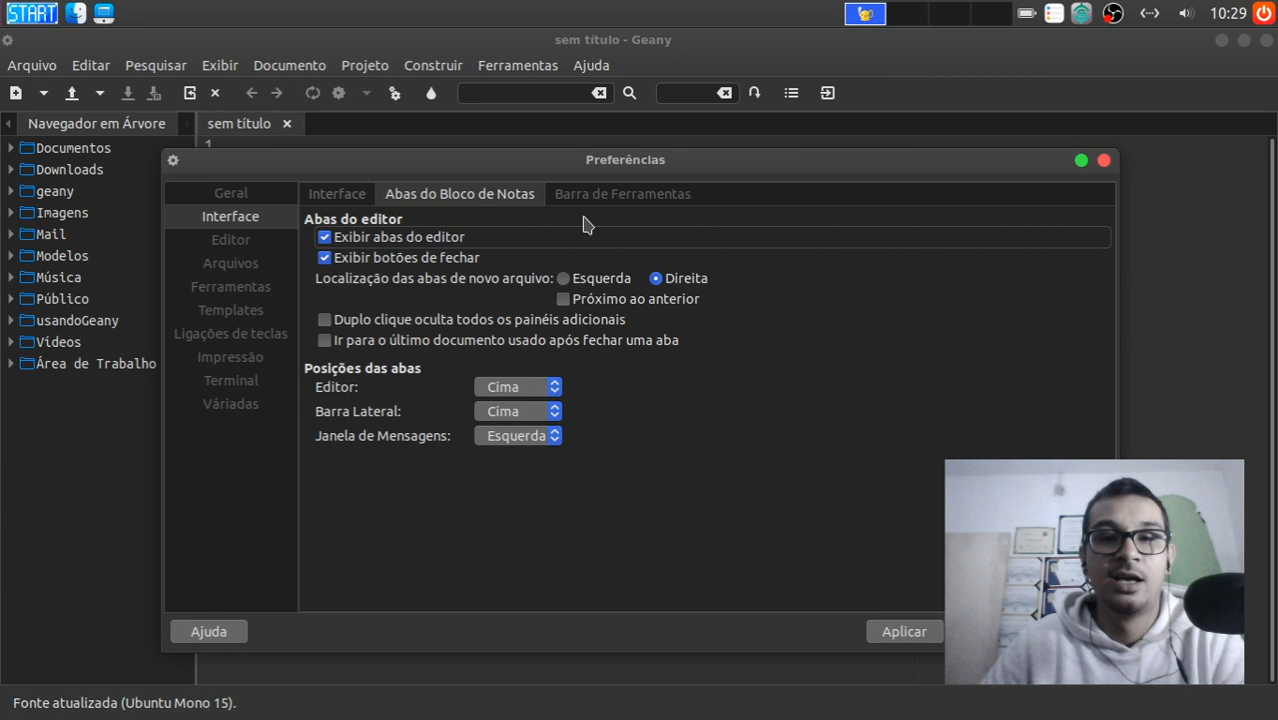 START
10:29
sem título - Geany
Arquivo Editar Pesquisar Exibir Documento Projeto Construir Ferramentas Ajuda
Navegador em Árvore
sem título
1
Documentos
Downloads
geany
Imagens
Mail
Modelos
Música
Público
usandoGeany
Vídeos
Área de Trabalho
Preferências
Geral
Interface
Editor
Arquivos
Ferramentas
Templates
Ligações de teclas
Impressão
Terminal
Váriadas
Interface Abas do Bloco de Notas Barra de Ferramentas
Abas do editor
Exibir abas do editor
Exibir botões de fechar
Localização das abas de novo arquivo: Esquerda Direita
Próximo ao anterior
Duplo clique oculta todos os painéis adicionais
Ir para o último documento usado após fechar uma aba
Posições das abas
Editor: Cima
Barra Lateral: Cima
Janela de Mensagens: Esquerda
Ajuda
Aplicar
Fonte atualizada (Ubuntu Mono 15).